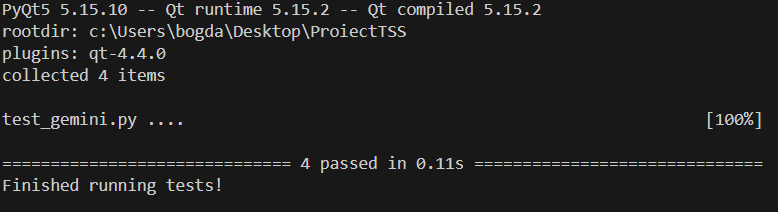 PyQt5 5.15.10 -- Qt runtime 5.15.2 -- Qt compiled 5.15.2
rootdir: c:\Users\bogda\Desktop\ProiectTSS
plugins: qt-4.4.0
collected 4 items
test_gemini.py .... [100%]
============================== 4 passed in 0.11s ==============================
Finished running tests!